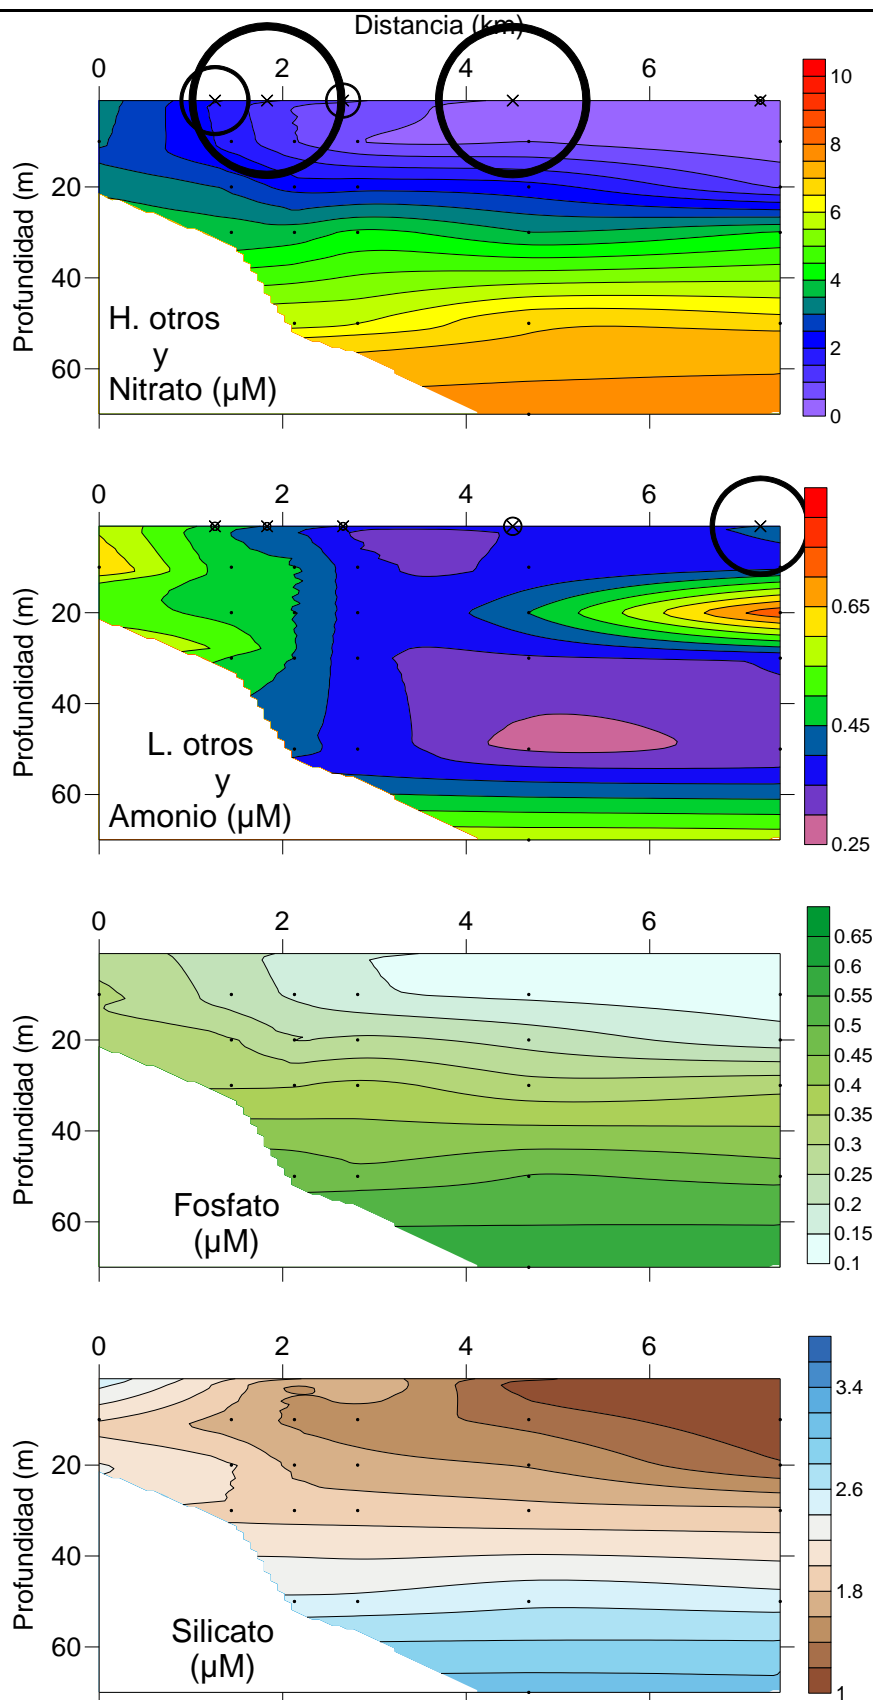 Distancia (km)
0 2 4 6
Profundidad (m)
20
40
60
H. otros
y
Nitrato (µM)
10
8
6
4
2
0
0 2 4 6
Profundidad (m)
20
40
60
L. otros
y
Amonio (µM)
0.65
0.45
0.25
0 2 4 6
Profundidad (m)
20
40
60
Fosfato
(µM)
0.65
0.6
0.55
0.5
0.45
0.4
0.35
0.3
0.25
0.2
0.15
0.1
0 2 4 6
Profundidad (m)
20
40
60
Silicato
(µM)
3.4
2.6
1.8
1